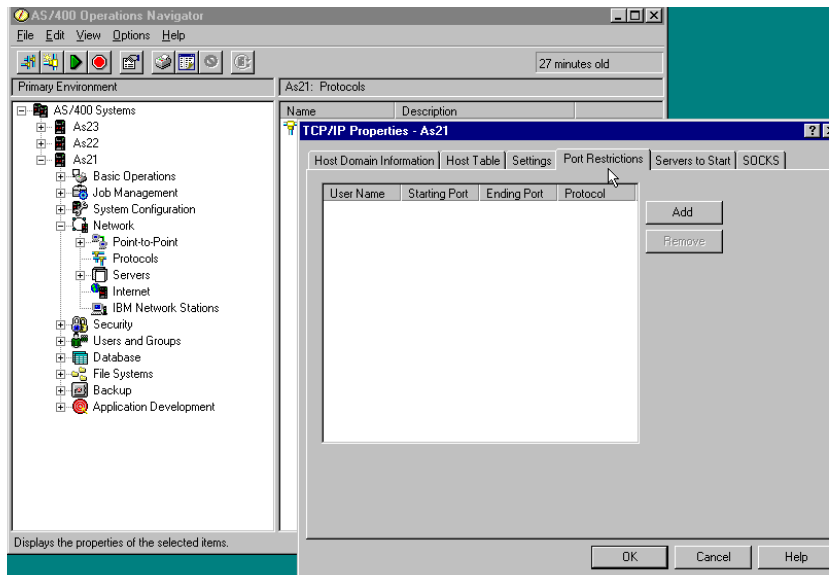 AS/400 Operations Navigator
File Edit View Options Help
27 minutes old
Primary Environment
As21: Protocols
AS/400 Systems
As23
As22
As21
Basic Operations
Job Management
System Configuration
Network
Point-to-Point
Protocols
Servers
Internet
IBM Network Stations
Security
Users and Groups
Database
File Systems
Backup
Application Development
Name Description
TCP/IP Properties - As21
Host Domain Information Host Table Settings Port Restrictions Servers to Start SOCKS
User Name Starting Port Ending Port Protocol
Add
Remove
OK Cancel Help
Displays the properties of the selected items.